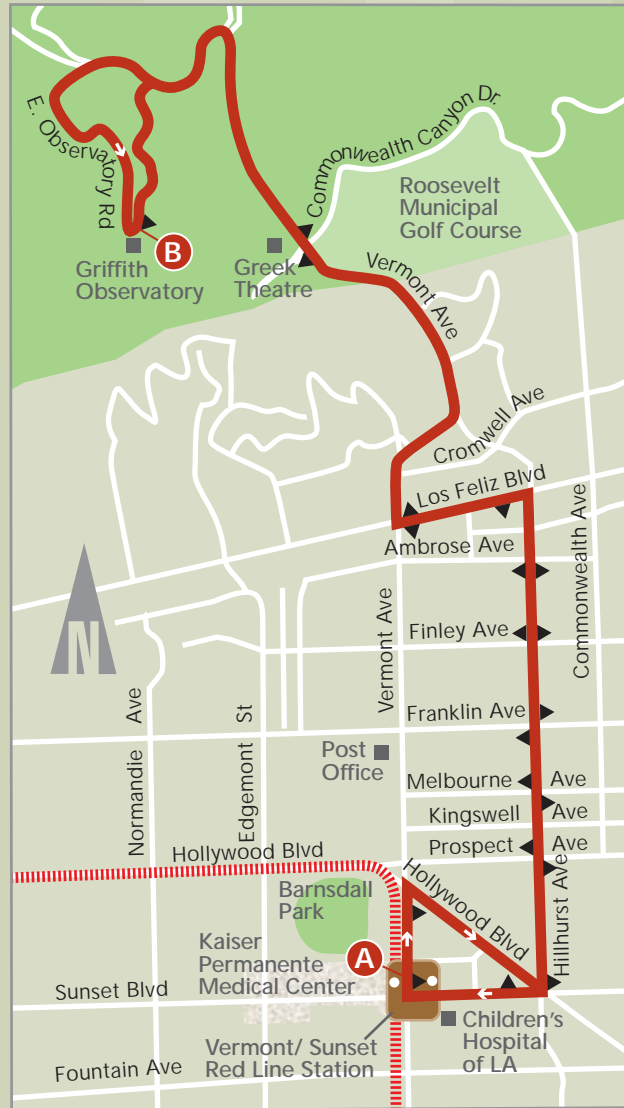 E. Observatory Rd
Commonwealth Canyon Dr.
Roosevelt
Municipal
Golf Course
B
Griffith
Observatory
Greek
Theatre
Vermont Ave
Cromwell Ave
Los Feliz Blvd
Ambrose Ave
Commonwealth Ave
N
Vermont Ave
Finley Ave
Normandie Ave
Edgemont St
Franklin Ave
Post
Office
Melbourne Ave
Kingswell Ave
Prospect Ave
Hollywood Blvd
Hollywood Blvd
Hillhurst Ave
Barnsdall
Park
A
Kaiser
Permanente
Medical Center
Sunset Blvd
Children's
Hospital
of LA
Vermont/ Sunset
Red Line Station
Fountain Ave